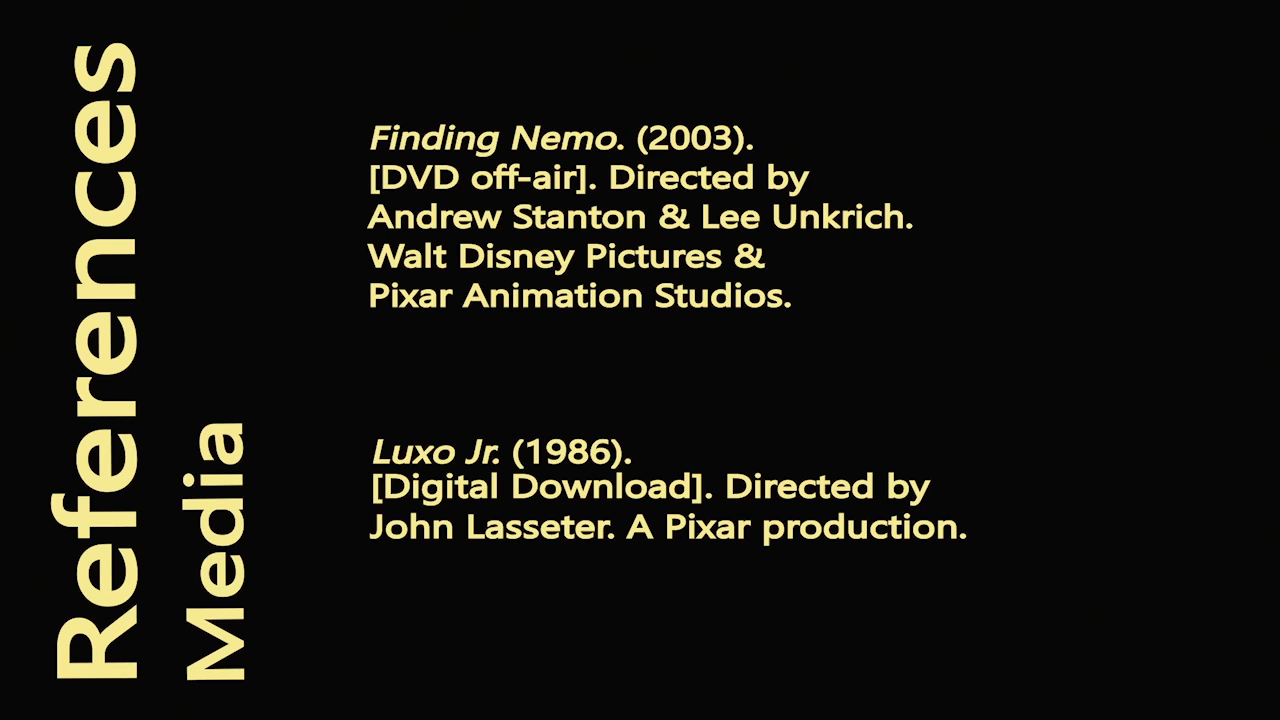 References
Media
Finding Nemo. (2003).
[DVD off-air]. Directed by
Andrew Stanton & Lee Unkrich.
Walt Disney Pictures &
Pixar Animation Studios.
Luxo Jr. (1986).
[Digital Download]. Directed by
John Lasseter. A Pixar production.